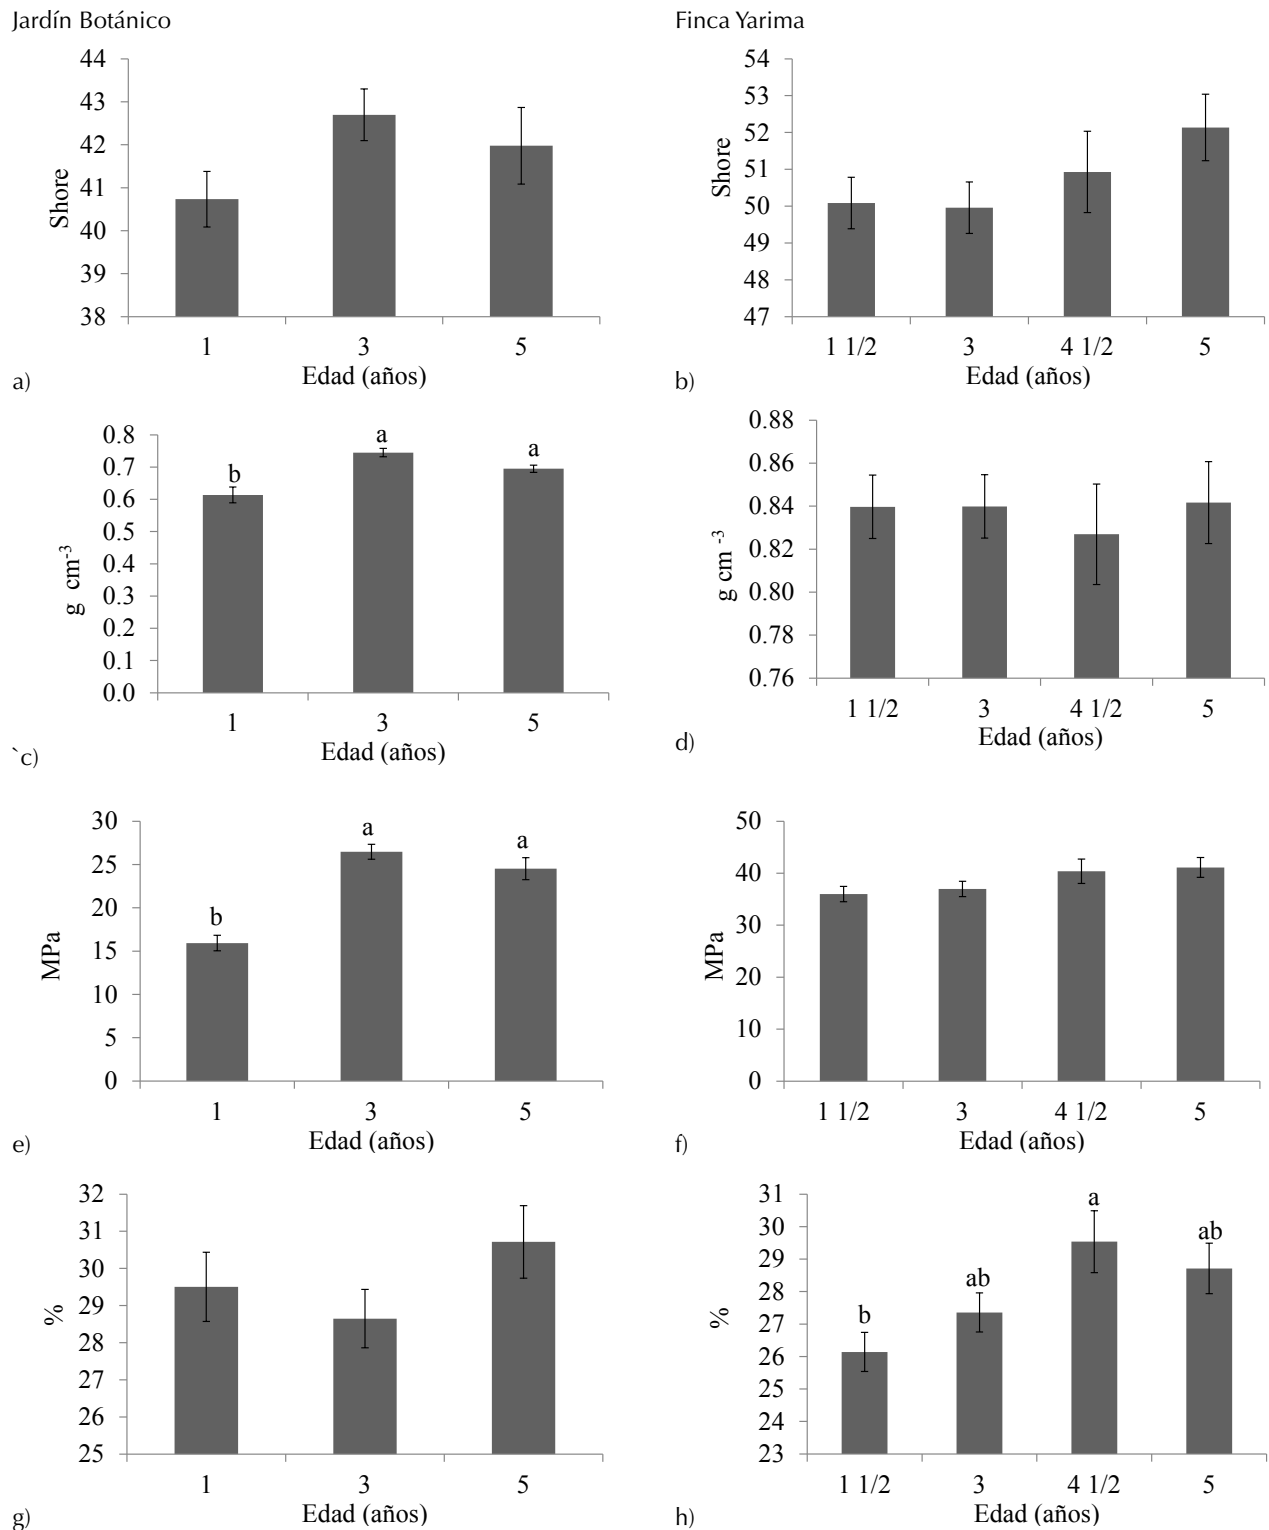 Jardín Botánico
Finca Yarima
44
43
42
41
40
39
38
Shore
1 3 5
Edad (años)
a)
54
53
52
51
50
49
48
47
Shore
1 1/2 3 4 1/2 5
Edad (años)
b)
0.8
0.7
0.6
0.5
0.4
0.3
0.2
0.1
0.0
g cm-3
b a a
1 3 5
Edad (años)
`c)
0.88
0.86
0.84
0.82
0.80
0.78
0.76
g cm -3
1 1/2 3 4 1/2 5
Edad (años)
d)
30
25
20
15
10
5
0
MPa
b a a
1 3 5
Edad (años)
e)
50
40
30
20
10
0
MPa
1 1/2 3 4 1/2 5
Edad (años)
f)
32
31
30
29
28
27
26
25
%
1 3 5
Edad (años)
g)
31
30
29
28
27
26
25
24
23
%
b ab a ab
1 1/2 3 4 1/2 5
Edad (años)
h)